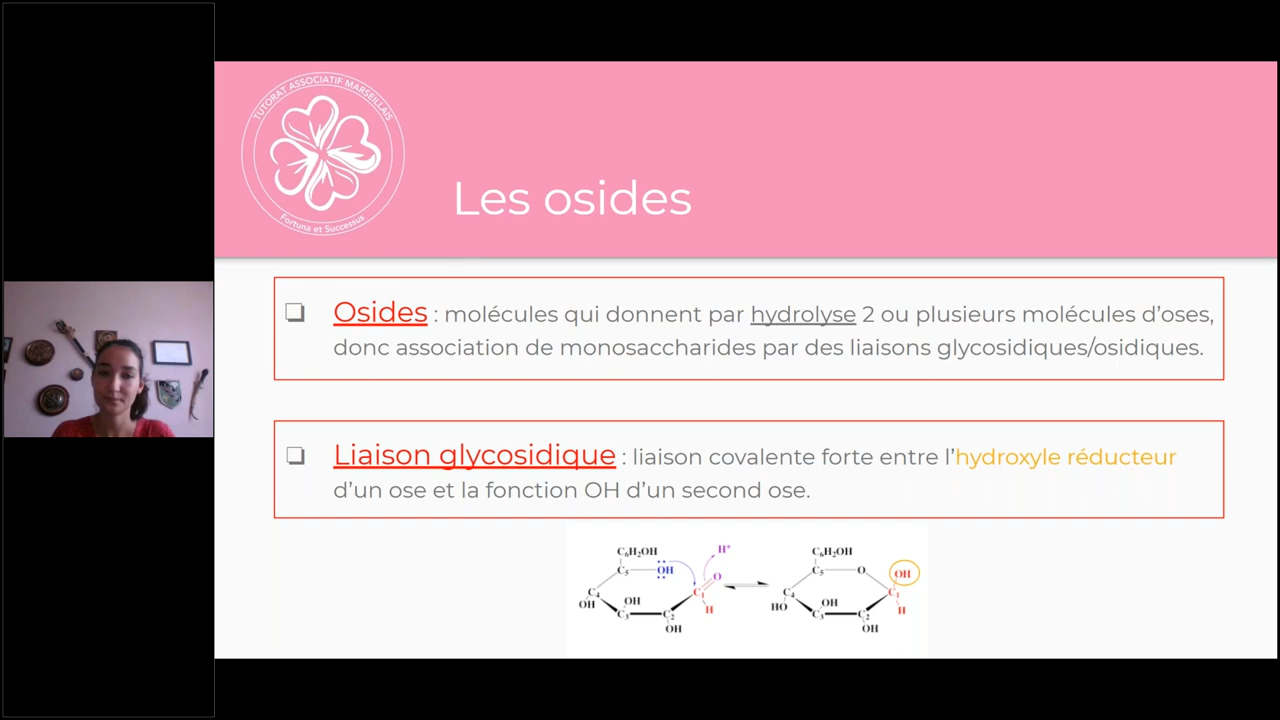 TUTORAT ASSOCIATIF MARSEILLAIS
Fortuna et Successus
Les osides
❏ Osides : molécules qui donnent par hydrolyse 2 ou plusieurs molécules d'oses,
donc association de monosaccharides par des liaisons glycosidiques/osidiques.
❏ Liaison glycosidique : liaison covalente forte entre l'hydroxyle réducteur
d'un ose et la fonction OH d'un second ose.
C₆H₂OH H⁺ C₆H₂OH
C₅ OH O C₅ O OH
C₄ C₁ C₄ C₁
OH OH H HO OH H
C₃ C₂ C₃ C₂
OH OH